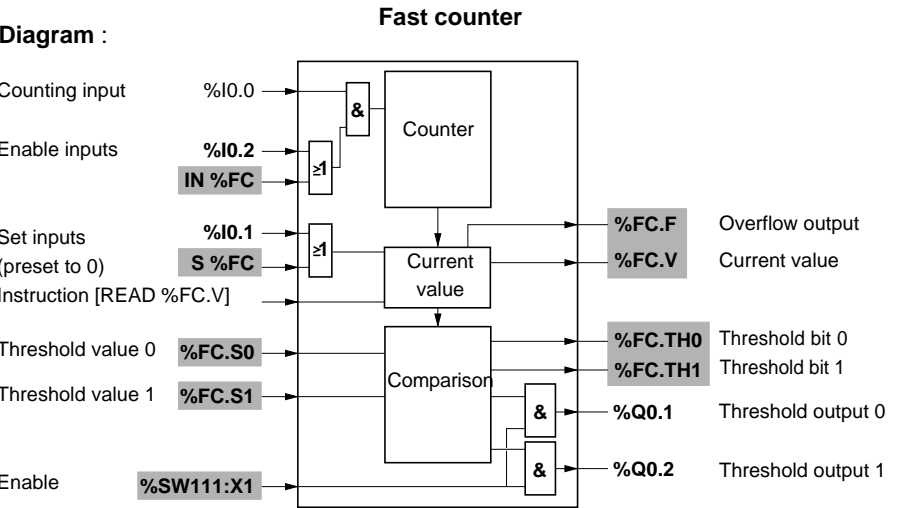 Fast counter
Diagram :
Counting input %I0.0
&
Counter
Enable inputs %I0.2
≥1
IN %FC
Set inputs %I0.1
≥1
(preset to 0) S %FC
Current value
%FC.F Overflow output
%FC.V Current value
Instruction [READ %FC.V]
Threshold value 0 %FC.S0
Threshold value 1 %FC.S1
Comparison
%FC.TH0 Threshold bit 0
%FC.TH1 Threshold bit 1
& %Q0.1 Threshold output 0
& %Q0.2 Threshold output 1
Enable %SW111:X1